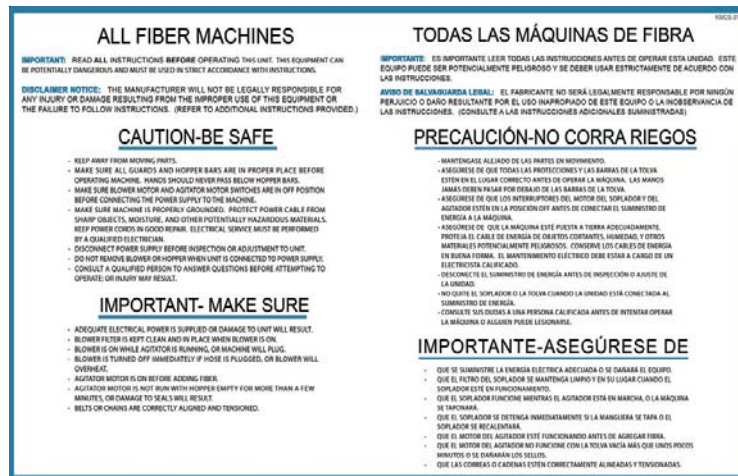 ALL FIBER MACHINES
IMPORTANT: READ ALL INSTRUCTIONS BEFORE OPERATING THIS UNIT. THIS EQUIPMENT CAN
BE POTENTIALLY DANGEROUS AND MUST BE USED IN STRICT ACCORDANCE WITH INSTRUCTIONS.
DISCLAIMER NOTICE: THE MANUFACTURER WILL NOT BE LEGALLY RESPONSIBLE FOR
ANY INJURY OR DAMAGE RESULTING FROM THE IMPROPER USE OF THIS EQUIPMENT OR
THE FAILURE TO FOLLOW INSTRUCTIONS. (REFER TO ADDITIONAL INSTRUCTIONS PROVIDED.)
CAUTION-BE SAFE
- KEEP AWAY FROM MOVING PARTS.
- MAKE SURE ALL GUARDS AND HOPPER BARS ARE IN PROPER PLACE BEFORE
OPERATING MACHINE. HANDS SHOULD NEVER PASS BELOW HOPPER BARS.
- MAKE SURE BLOWER MOTOR AND AGITATOR MOTOR SWITCHES ARE IN OFF POSITION
BEFORE CONNECTING THE POWER SUPPLY TO THE MACHINE.
- MAKE SURE MACHINE IS PROPERLY GROUNDED. PROTECT POWER CABLE FROM
SHARP OBJECTS, MOISTURE, AND OTHER POTENTIALLY HAZARDOUS MATERIALS.
KEEP POWER CORDS IN GOOD REPAIR. ELECTRICAL SERVICE MUST BE PERFORMED
BY A QUALIFIED ELECTRICIAN.
- DISCONNECT POWER SUPPLY BEFORE INSPECTION OR ADJUSTMENT TO UNIT.
- DO NOT REMOVE BLOWER OR HOPPER WHEN UNIT IS CONNECTED TO POWER SUPPLY.
- CONSULT A QUALIFIED PERSON TO ANSWER QUESTIONS BEFORE ATTEMPTING TO
OPERATE; OR INJURY MAY RESULT.
IMPORTANT- MAKE SURE
- ADEQUATE ELECTRICAL POWER IS SUPPLIED OR DAMAGE TO UNIT WILL RESULT.
- BLOWER FILTER IS KEPT CLEAN AND IN PLACE WHEN BLOWER IS ON.
- BLOWER IS ON WHILE AGITATOR IS RUNNING, OR MACHINE WILL PLUG.
- BLOWER IS TURNED OFF IMMEDIATELY IF HOSE IS PLUGGED, OR BLOWER WILL
OVERHEAT.
- AGITATOR MOTOR IS ON BEFORE ADDING FIBER.
- AGITATOR MOTOR IS NOT RUN WITH HOPPER EMPTY FOR MORE THAN A FEW
MINUTES, OR DAMAGE TO SEALS WILL RESULT.
- BELTS OR CHAINS ARE CORRECTLY ALIGNED AND TENSIONED.
TODAS LAS MÁQUINAS DE FIBRA
IMPORTANTE: ES IMPORTANTE LEER TODAS LAS INSTRUCCIONES ANTES DE OPERAR ESTA UNIDAD. ESTE
EQUIPO PUEDE SER POTENCIALMENTE PELIGROSO Y SE DEBER USAR ESTRICTAMENTE DE ACUERDO CON
LAS INSTRUCCIONES.
AVISO DE SALVAGUARDA LEGAL: EL FABRICANTE NO SERÁ LEGALMENTE RESPONSIBLE POR NINGÚN
PERJUICIO O DAÑO RESULTANTE POR EL USO INAPROPIADO DE ESTE EQUIPO O LA INOBSERVANCIA DE
LAS INSTRUCCIONES. (CONSULTE A LAS INSTRUCCIONES ADICIONALES SUMINISTRADAS)
PRECAUCIÓN-NO CORRA RIEGOS
- MANTÉNGASE ALEJADO DE LAS PARTES EN MOVIMIENTO.
- ASEGÚRESE DE QUE TODAS LAS PROTECCIONES Y LAS BARRAS DE LA TOLVA
ESTÉN EN EL LUGAR CORRECTO ANTES DE OPERAR LA MÁQUINA. LAS MANOS
JAMÁS DEBEN PASAR POR DEBAJO DE LAS BARRAS DE LA TOLVA.
- ASEGÚRESE DE QUE LOS INTERRUPTORES DEL MOTOR DEL SOPLADOR Y DEL
AGITADOR ESTÉN EN LA POSICIÓN OFF ANTES DE CONECTAR EL SUMINISTRO DE
ENERGÍA A LA MÁQUINA.
- ASEGÚRESE DE QUE LA MÁQUINA ESTÉ PUESTA A TIERRA ADECUADAMENTE.
PROTEJA EL CABLE DE ENERGÍA DE OBJETOS CORTANTES, HUMEDAD, Y OTROS
MATERIALES POTENCIALMENTE PELIGROSOS. CONSERVE LOS CABLES DE ENERGÍA
EN BUENA FORMA. EL MANTENIMIENTO ELÉCTRICO DEBE ESTAR A CARGO DE UN
ELECTRICISTA CALIFICADO.
- DESCONECTE EL SUMINISTRO DE ENERGÍA ANTES DE INSPECCIÓN O AJUSTE DE
LA UNIDAD.
- NO QUITE EL SOPLADOR O LA TOLVA CUANDO LA UNIDAD ESTÁ CONECTADA AL
SUMINISTRO DE ENERGÍA.
- CONSULTE SUS DUDAS A UNA PERSONA CALIFICADA ANTES DE INTENTAR OPERAR
LA MÁQUINA O ALGUIEN PUEDE LESIONARSE.
IMPORTANTE-ASEGÚRESE DE
- QUE SE SUMINISTRE LA ENERGÍA ELÉCTRICA ADECUADA O SE DAÑARÁ EL EQUIPO.
- QUE EL FILTRO DEL SOPLADOR SE MANTENGA LIMPIO Y EN SU LUGAR CUANDO EL
SOPLADOR ESTÉ EN FUNCIONAMIENTO.
- QUE EL SOPLADOR FUNCIONE MIENTRAS EL AGITADOR ESTÁ EN MARCHA, O LA MÁQUINA
SE TAPONARÁ.
- QUE EL SOPLADOR SE DETENGA INMEDIATAMENTE SI LA MANGUERA SE TAPA O EL
SOPLADOR SE RECALENTARÁ.
- QUE EL MOTOR DEL AGITADOR ESTÉ FUNCIONANDO ANTES DE AGREGAR FIBRA.
- QUE EL MOTOR DEL AGITADOR NO FUNCIONE CON LA TOLVA VACÍA MÁS QUE UNOS POCOS
MINUTOS O SE DAÑARÁN LOS SELLOS.
- QUE LAS CORREAS O CADENAS ESTÉN CORRECTAMENTE ALINEADAS Y TENSIONADAS.